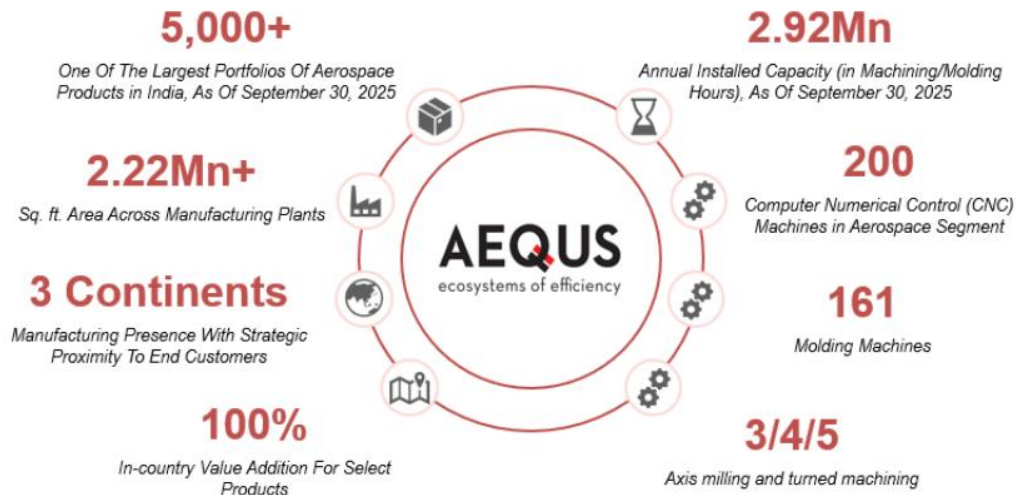 5,000+
One Of The Largest Portfolios Of Aerospace
Products in India, As Of September 30, 2025
2.22Mn+
Sq. ft. Area Across Manufacturing Plants
3 Continents
Manufacturing Presence With Strategic
Proximity To End Customers
100%
In-country Value Addition For Select
Products
AEQUS
ecosystems of efficiency
2.92Mn
Annual Installed Capacity (in Machining/Molding
Hours), As Of September 30, 2025
200
Computer Numerical Control (CNC)
Machines in Aerospace Segment
161
Molding Machines
3/4/5
Axis milling and turned machining